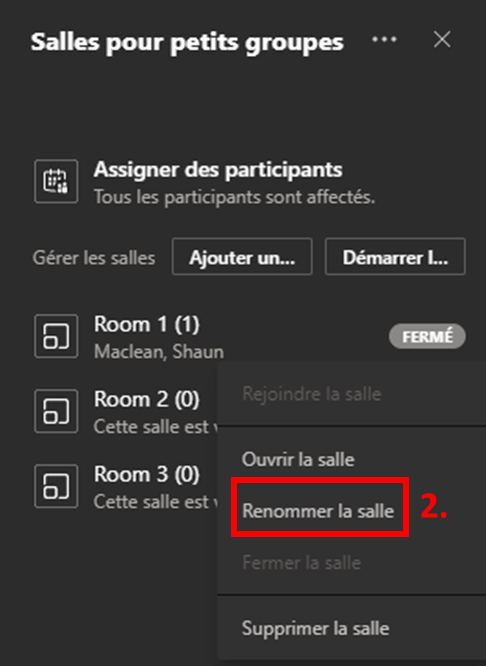 Salles pour petits groupes ...
Assigner des participants
Tous les participants sont affectés.
Gérer les salles
Ajouter un...
Démarrer l...
Room 1 (1)
FERMÉ
Maclean, Shaun
Rejoindre la salle
Room 2 (0)
Cette salle est
Ouvrir la salle
Room 3 (0)
Cette salle est
Renommer la salle 2.
Fermer la salle
Supprimer la salle